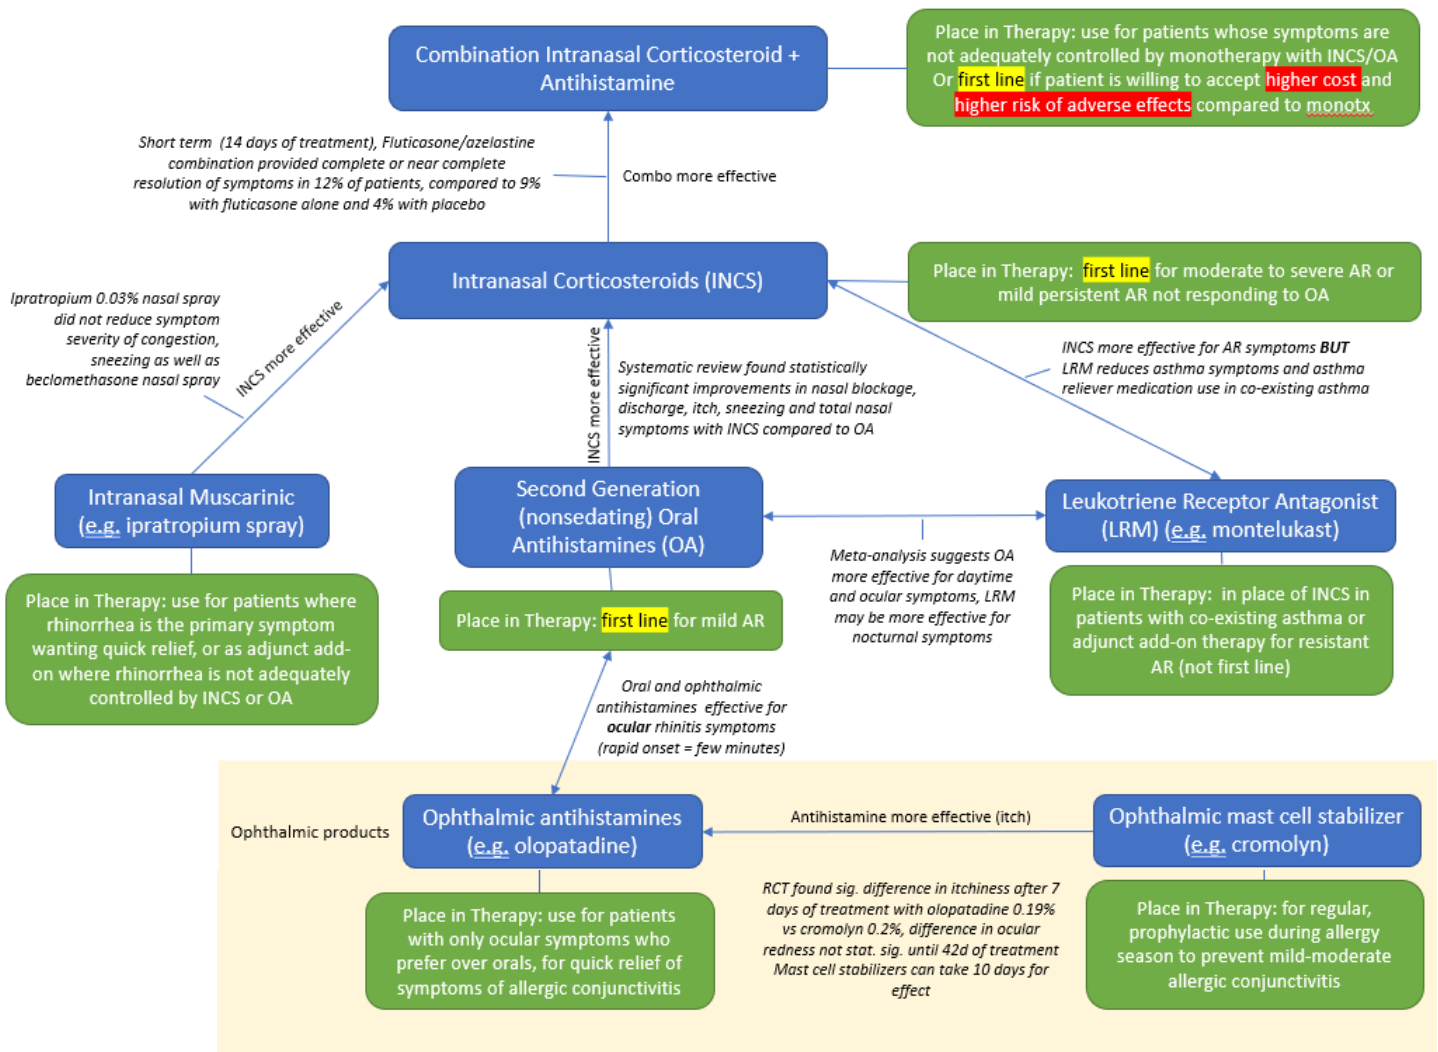 Combination Intranasal Corticosteroid +
Antihistamine
Place in Therapy: use for patients whose symptoms are
not adequately controlled by monotherapy with INCS/OA
Or first line if patient is willing to accept higher cost and
higher risk of adverse effects compared to monotx
Short term  (14 days of treatment), Fluticasone/azelastine
combination provided complete or near complete
resolution of symptoms in 12% of patients, compared to 9%
with fluticasone alone and 4% with placebo
Combo more effective
Intranasal Corticosteroids (INCS)
Place in Therapy:  first line for moderate to severe AR or
mild persistent AR not responding to OA
Ipratropium 0.03% nasal spray
did not reduce symptom
severity of congestion,
sneezing as well as
beclomethasone nasal spray
INCS more effective
INCS more effective
Systematic review found statistically
significant improvements in nasal blockage,
discharge, itch, sneezing and total nasal
symptoms with INCS compared to OA
INCS more effective for AR symptoms BUT
LRM reduces asthma symptoms and asthma
reliever medication use in co-existing asthma
Intranasal Muscarinic
(e.g. ipratropium spray)
Second Generation
(nonsedating) Oral
Antihistamines (OA)
Leukotriene Receptor Antagonist
(LRM) (e.g. montelukast)
Meta-analysis suggests OA
more effective for daytime
and ocular symptoms, LRM
may be more effective for
nocturnal symptoms
Place in Therapy: use for patients where
rhinorrhea is the primary symptom
wanting quick relief, or as adjunct add-
on where rhinorrhea is not adequately
controlled by INCS or OA
Place in Therapy: first line for mild AR
Place in Therapy:  in place of INCS in
patients with co-existing asthma or
adjunct add-on therapy for resistant
AR (not first line)
Oral and ophthalmic
antihistamines  effective for
ocular rhinitis symptoms
(rapid onset = few minutes)
Ophthalmic products
Ophthalmic antihistamines
(e.g. olopatadine)
Antihistamine more effective (itch)
Ophthalmic mast cell stabilizer
(e.g. cromolyn)
Place in Therapy: use for patients
with only ocular symptoms who
prefer over orals, for quick relief of
symptoms of allergic conjunctivitis
RCT found sig. difference in itchiness after 7
days of treatment with olopatadine 0.19%
vs cromolyn 0.2%, difference in ocular
redness not stat. sig. until 42d of treatment
Mast cell stabilizers can take 10 days for
effect
Place in Therapy: for regular,
prophylactic use during allergy
season to prevent mild-moderate
allergic conjunctivitis